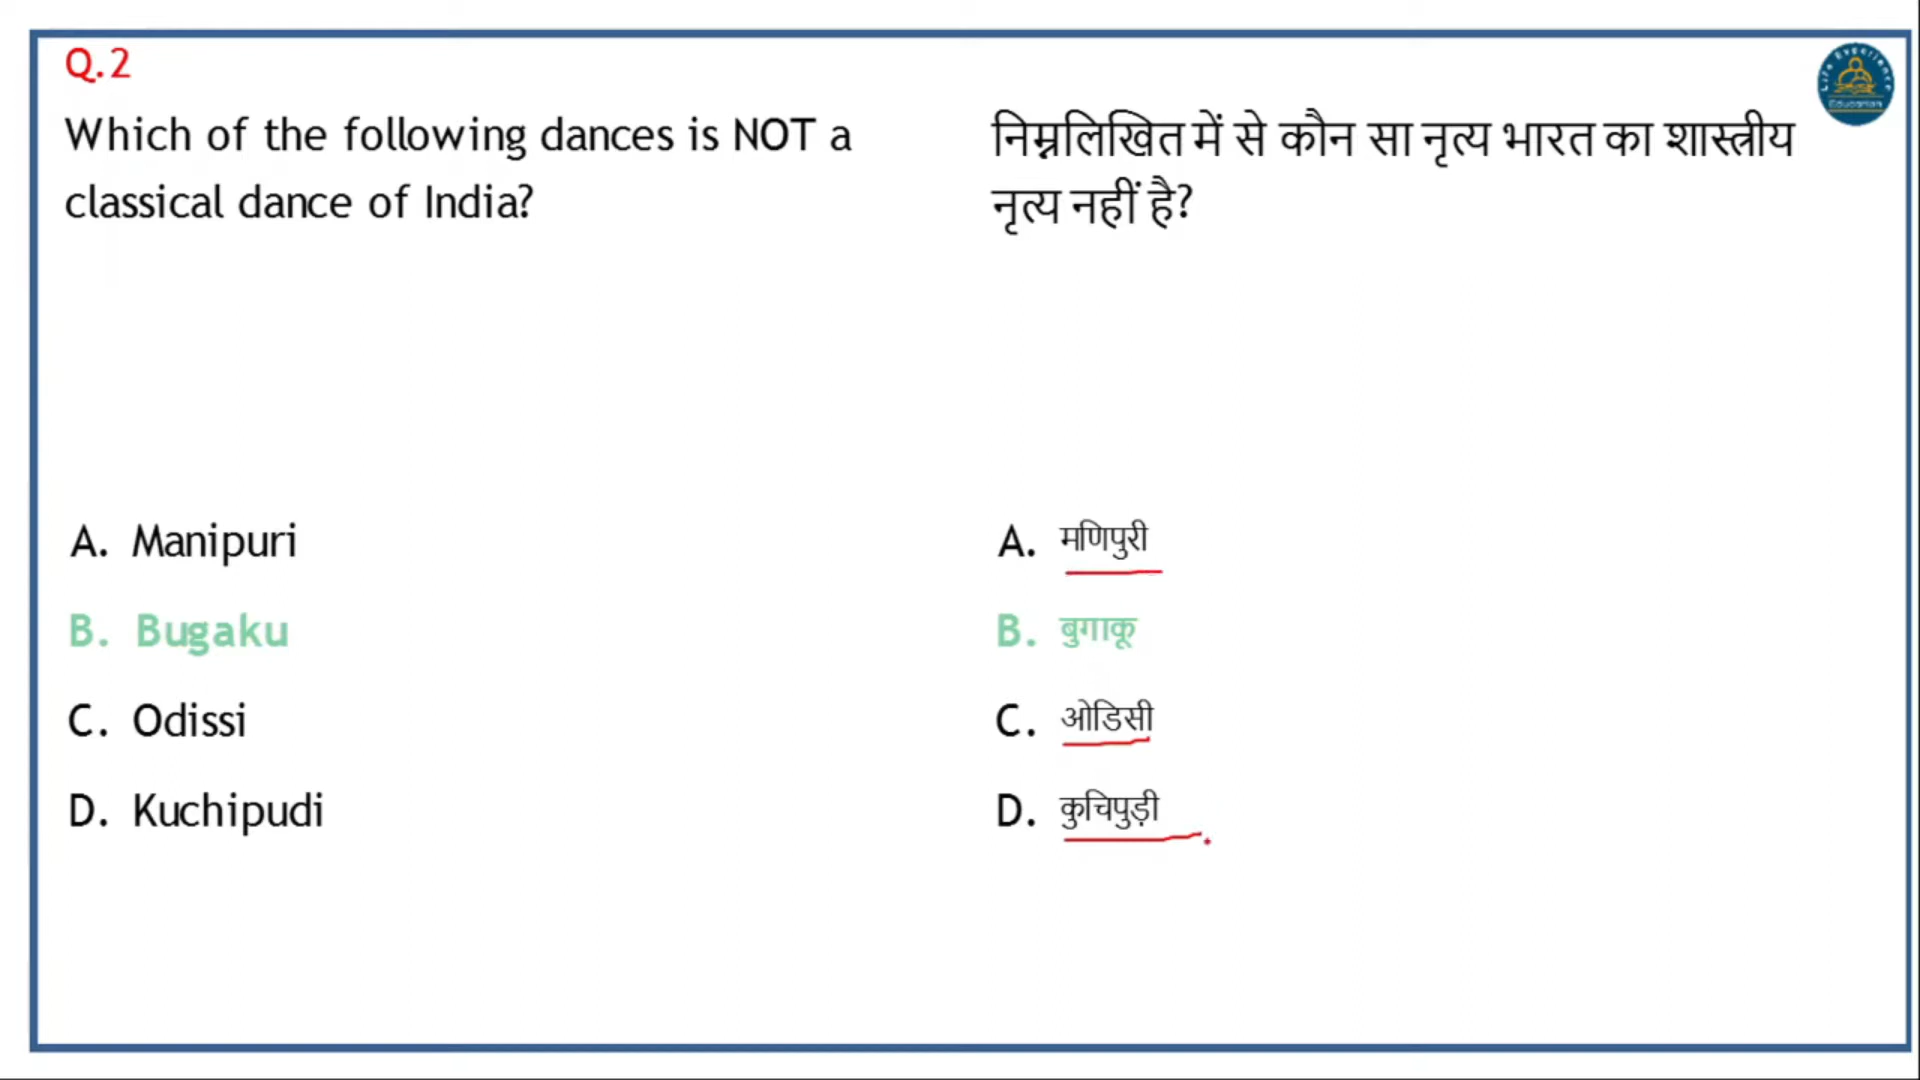 Q.2
Which of the following dances is NOT a
classical dance of India?
A. Manipuri
B. Bugaku
C. Odissi
D. Kuchipudi
निम्नलिखित में से कौन सा नृत्य भारत का शास्त्रीय
नृत्य नहीं है?
A. मणिपुरी
B. बुगाकू
C. ओडिसी
D. कुचिपुड़ी
Education